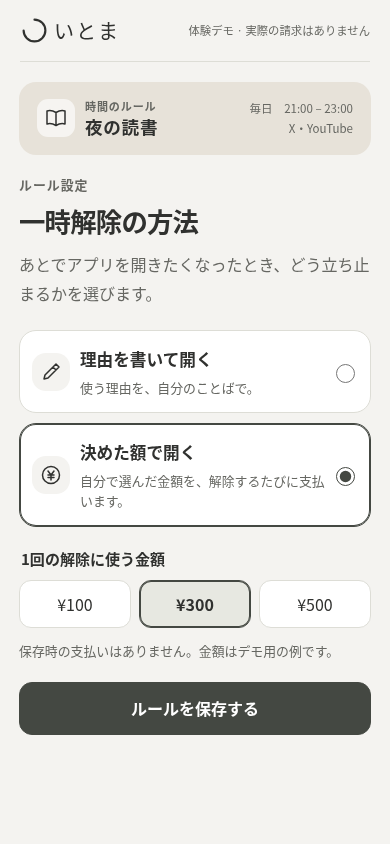 いとま
体験デモ・実際の請求はありません
時間のルール
夜の読書
毎日 21:00 – 23:00
X・YouTube
ルール設定
一時解除の方法
あとでアプリを開きたくなったとき、どう立ち止
まるかを選びます。
理由を書いて開く
使う理由を、自分のことばで。
決めた額で開く
自分で選んだ金額を、解除するたびに支払
います。
1回の解除に使う金額
¥100
¥300
¥500
保存時の支払いはありません。金額はデモ用の例です。
ルールを保存する